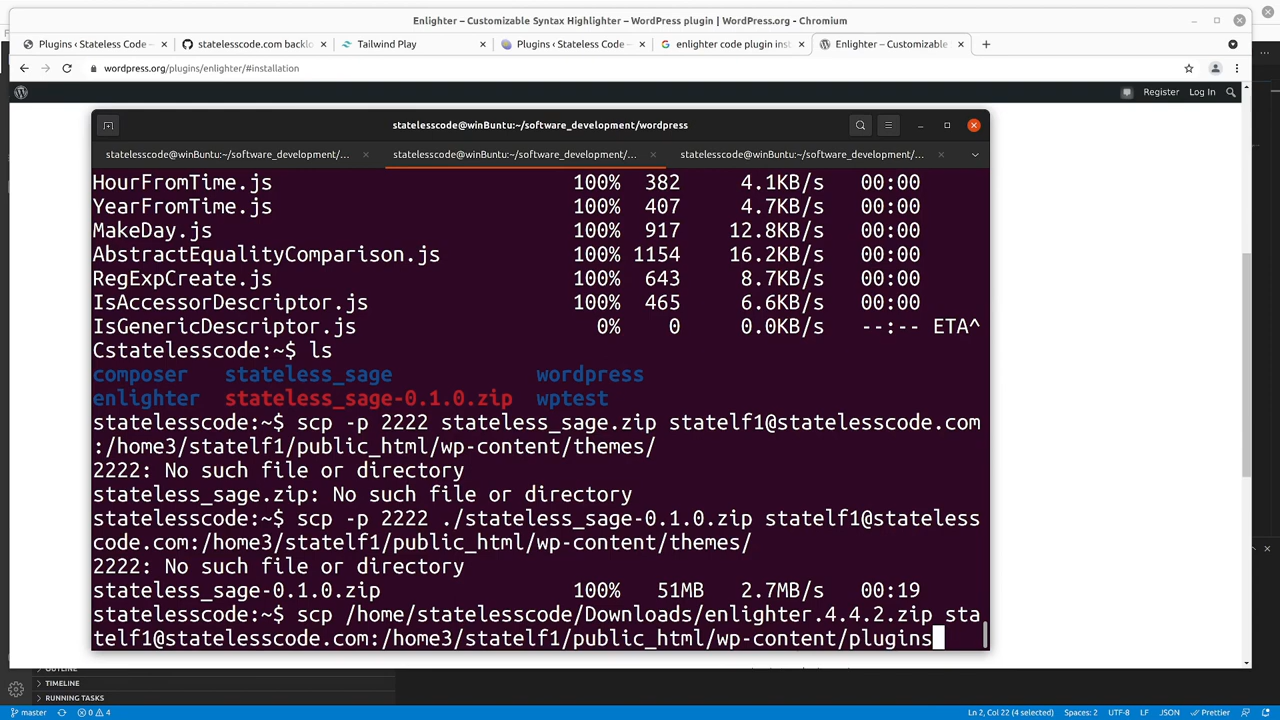 Enlighter – Customizable Syntax Highlighter – WordPress plugin | WordPress.org - Chromium
Plugins ‹ Stateless Code —
statelesscode.com backlo
Tailwind Play
Plugins ‹ Stateless Code —
enlighter code plugin inst
Enlighter – Customizable
wordpress.org/plugins/enlighter/#installation
Register Log In
statelesscode@winBuntu:~/software_development/wordpress
statelesscode@winBuntu:~/software_development/...
statelesscode@winBuntu:~/software_development/...
statelesscode@winBuntu:~/software_development/...
HourFromTime.js 100% 382 4.1KB/s 00:00
YearFromTime.js 100% 407 4.7KB/s 00:00
MakeDay.js 100% 917 12.8KB/s 00:00
AbstractEqualityComparison.js 100% 1154 16.2KB/s 00:00
RegExpCreate.js 100% 643 8.7KB/s 00:00
IsAccessorDescriptor.js 100% 465 6.6KB/s 00:00
IsGenericDescriptor.js 0% 0 0.0KB/s --:-- ETA^
Cstatelesscode:~$ ls
composer stateless_sage wordpress
enlighter stateless_sage-0.1.0.zip wptest
statelesscode:~$ scp -p 2222 stateless_sage.zip statelf1@statelesscode.com
:/home3/statelf1/public_html/wp-content/themes/
2222: No such file or directory
stateless_sage.zip: No such file or directory
statelesscode:~$ scp -p 2222 ./stateless_sage-0.1.0.zip statelf1@stateless
code.com:/home3/statelf1/public_html/wp-content/themes/
2222: No such file or directory
stateless_sage-0.1.0.zip 100% 51MB 2.7MB/s 00:19
statelesscode:~$ scp /home/statelesscode/Downloads/enlighter.4.4.2.zip sta
telf1@statelesscode.com:/home3/statelf1/public_html/wp-content/plugins
TIMELINE
RUNNING TASKS
master 0 4 Ln 2, Col 22 (4 selected) Spaces: 2 UTF-8 LF JSON Prettier